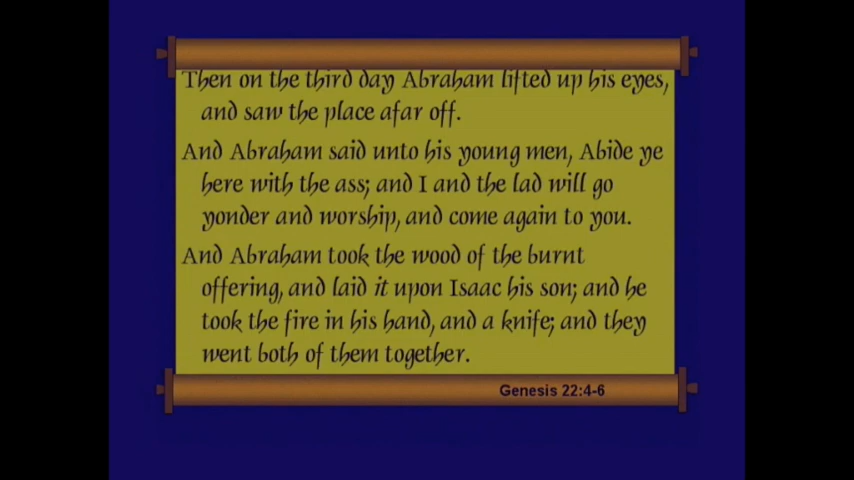 Then on the third day Abraham lifted up his eyes,
and saw the place afar off.
And Abraham said unto his young men, Abide ye
here with the ass; and I and the lad will go
yonder and worship, and come again to you.
And Abraham took the wood of the burnt
offering, and laid it upon Isaac his son; and he
took the fire in his hand, and a knife; and they
went both of them together.
Genesis 22:4-6